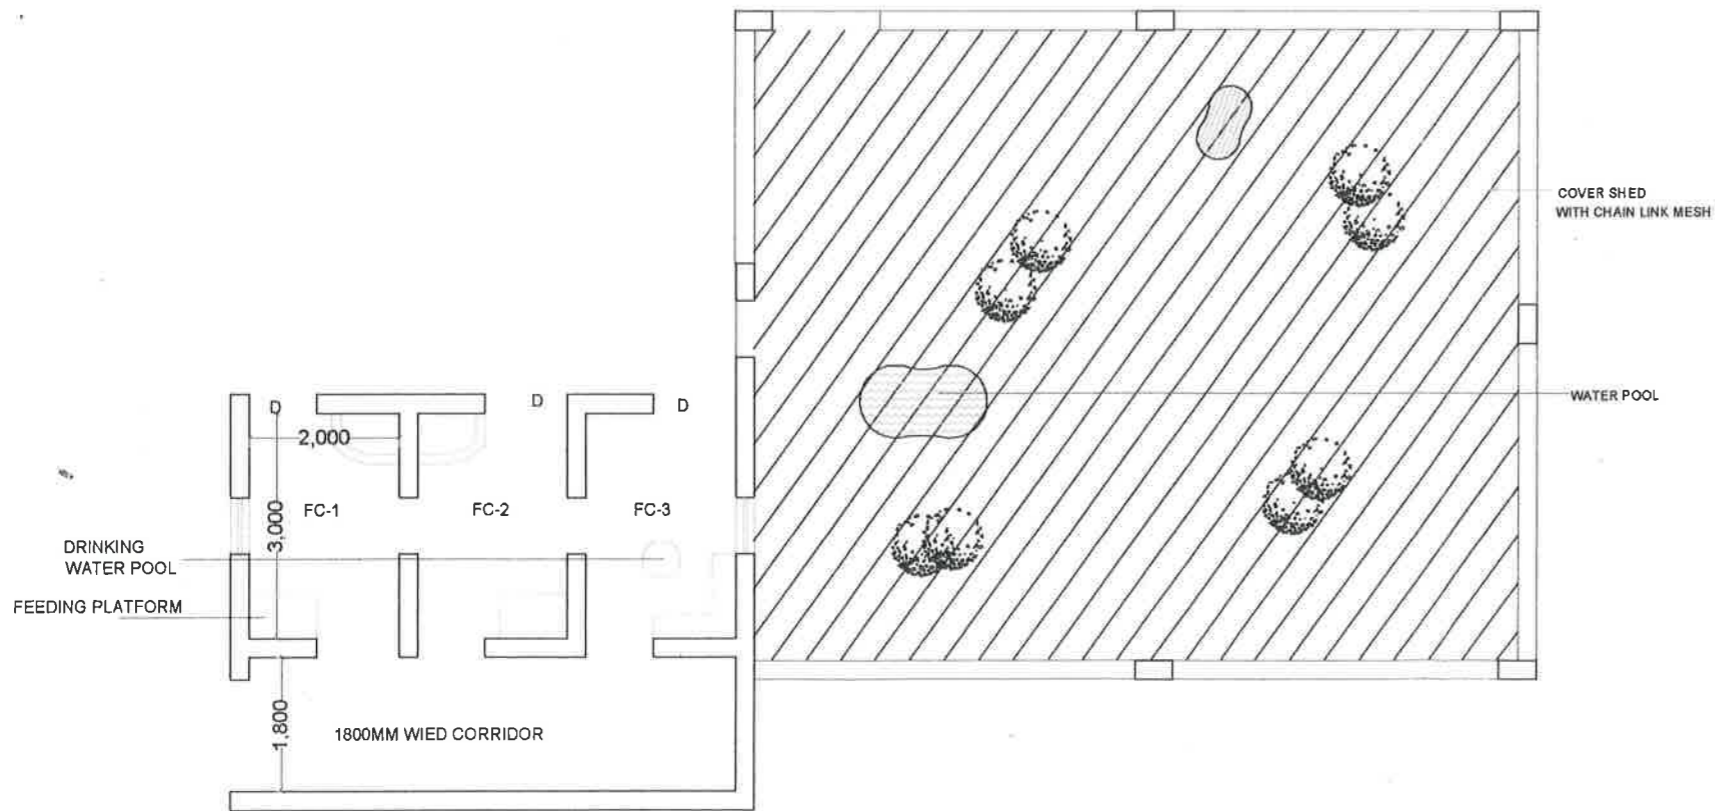 COVER SHED
WITH CHAIN LINK MESH
WATER POOL
D
D
D
2,000
FC-1
FC-2
FC-3
3,000
DRINKING
WATER POOL
FEEDING PLATFORM
1,800
1800MM WIED CORRIDOR